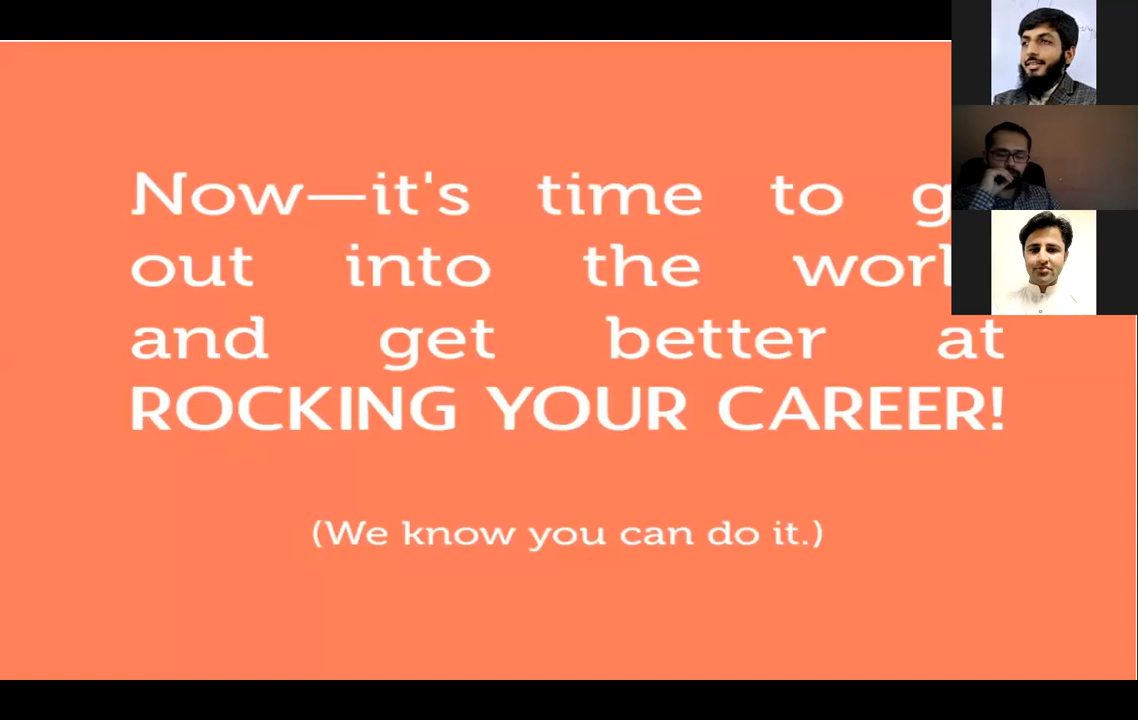 Now—it's time to
out into the
and get better at
ROCKING YOUR CAREER!
(We know you can do it.)